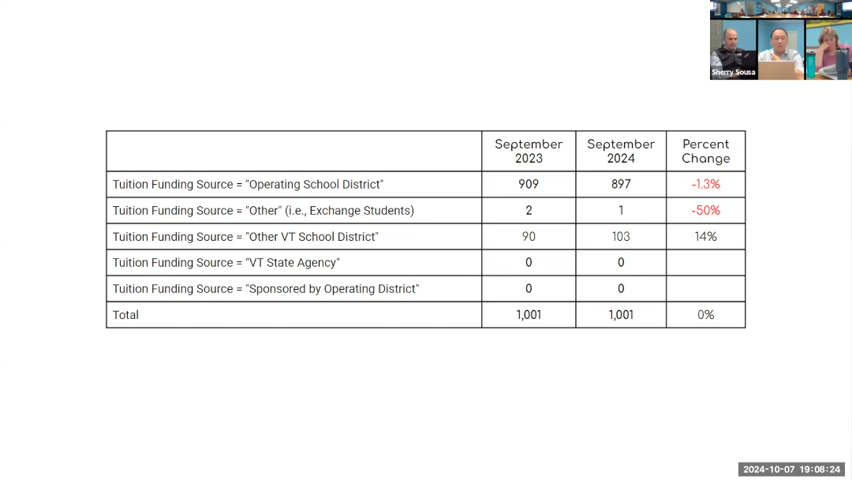 Sherry Sousa
September 2023 September 2024 Percent Change
Tuition Funding Source = "Operating School District" 909 897 -1.3%
Tuition Funding Source = "Other" (i.e., Exchange Students) 2 1 -50%
Tuition Funding Source = "Other VT School District" 90 103 14%
Tuition Funding Source = "VT State Agency" 0 0
Tuition Funding Source = "Sponsored by Operating District" 0 0
Total 1,001 1,001 0%
2024-10-07 19:08:24